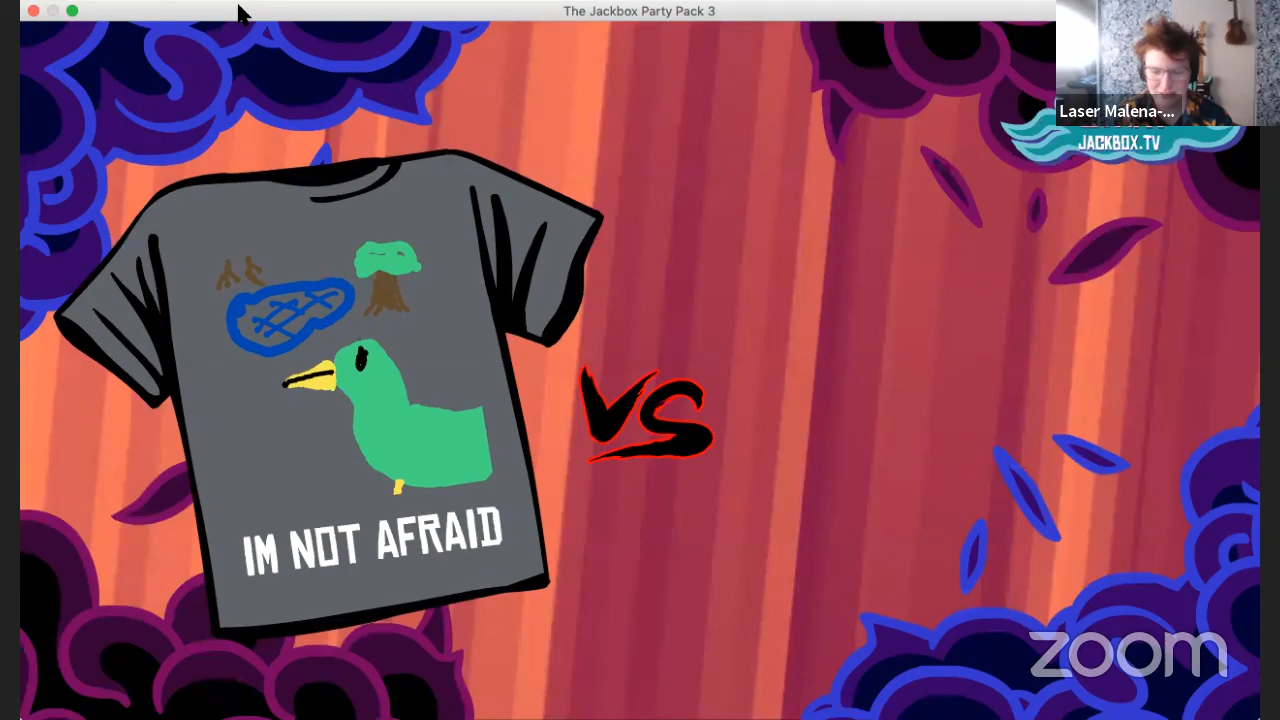 The Jackbox Party Pack 3
Laser Malena-...
JACKBOX.TV
VS
IM NOT AFRAID
zoom